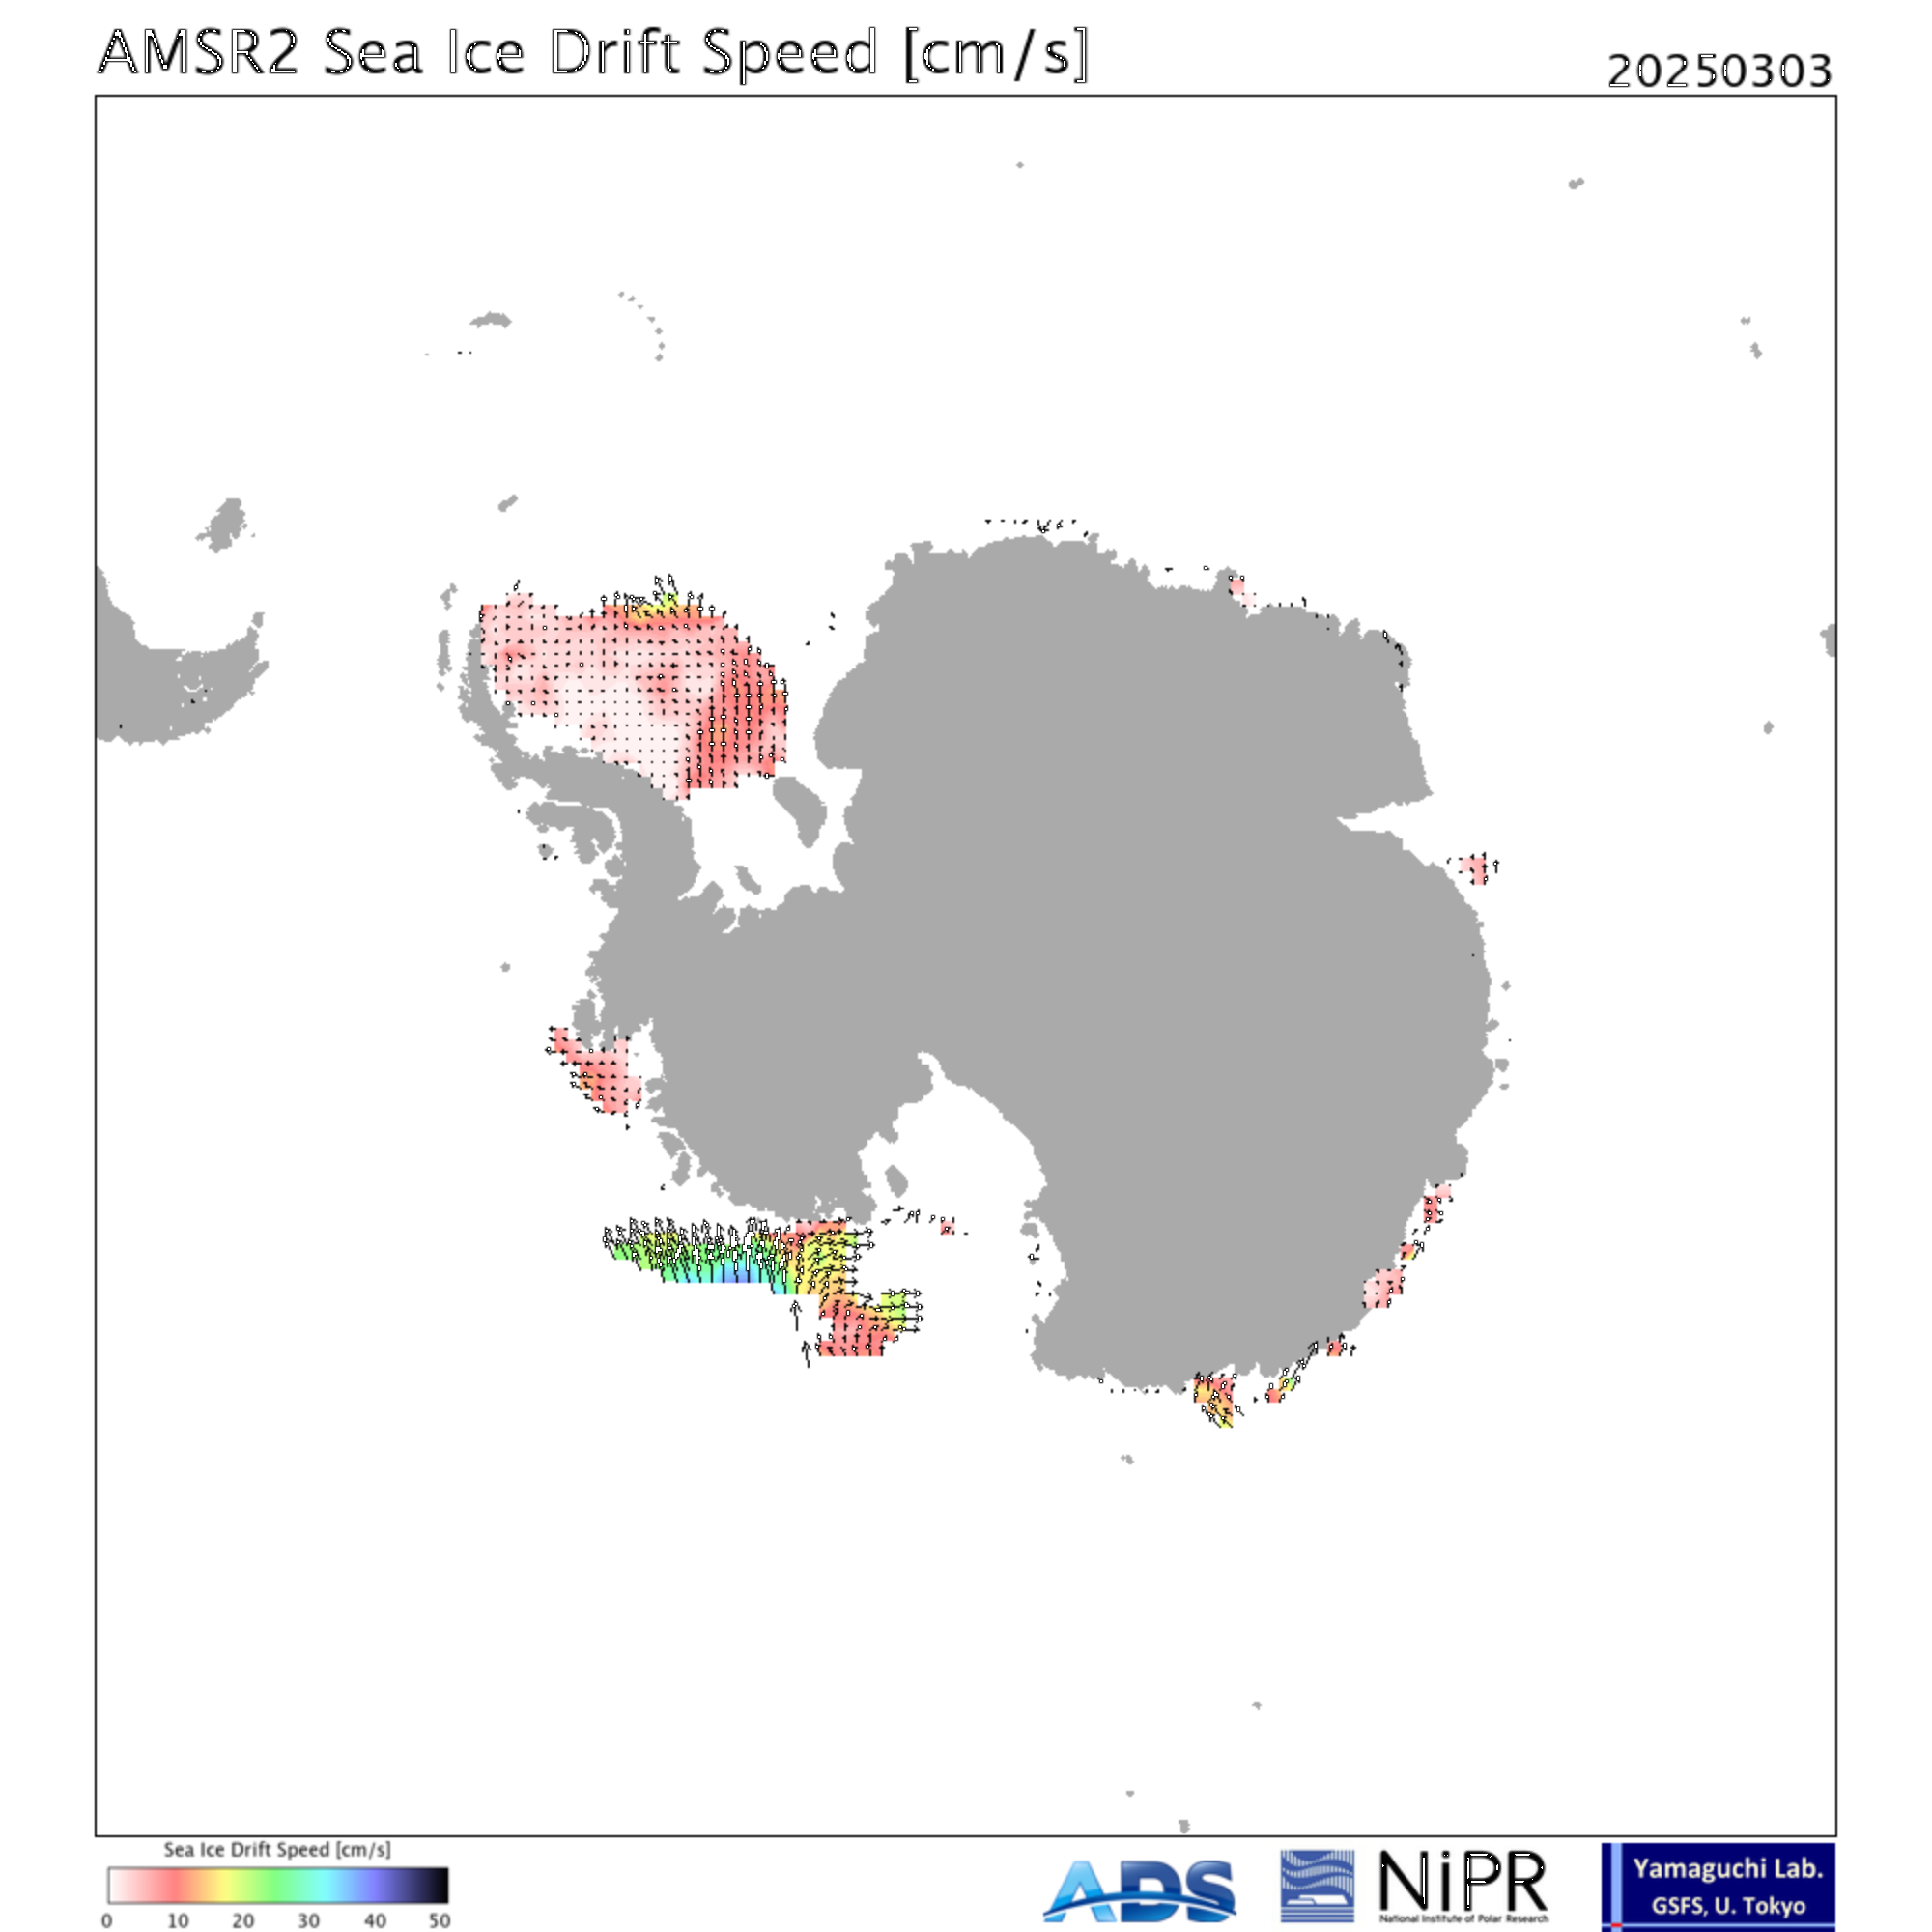 AMSR2 Sea Ice Drift Speed [cm/s]
20250303
Sea Ice Drift Speed [cm/s]
0 10 20 30 40 50
ADS
NiPR
National Institute of Polar Research
Yamaguchi Lab.
GSFS, U. Tokyo